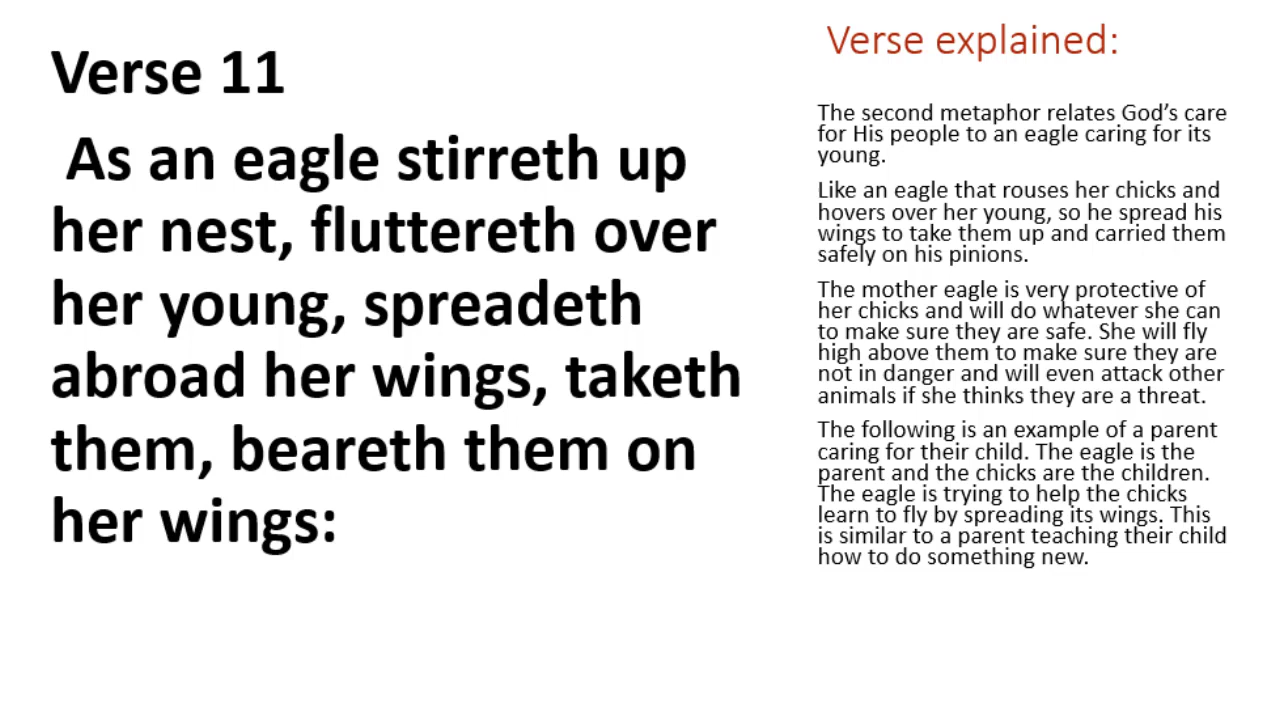 Verse 11
As an eagle stirreth up
her nest, fluttereth over
her young, spreadeth
abroad her wings, taketh
them, beareth them on
her wings:
Verse explained:
The second metaphor relates God’s care
for His people to an eagle caring for its
young.
Like an eagle that rouses her chicks and
hovers over her young, so he spread his
wings to take them up and carried them
safely on his pinions.
The mother eagle is very protective of
her chicks and will do whatever she can
to make sure they are safe. She will fly
high above them to make sure they are
not in danger and will even attack other
animals if she thinks they are a threat.
The following is an example of a parent
caring for their child. The eagle is the
parent and the chicks are the children.
The eagle is trying to help the chicks
learn to fly by spreading its wings. This
is similar to a parent teaching their child
how to do something new.